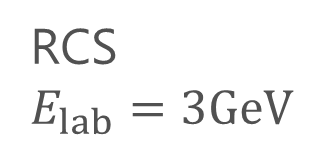 RCS
E_lab = 3GeV